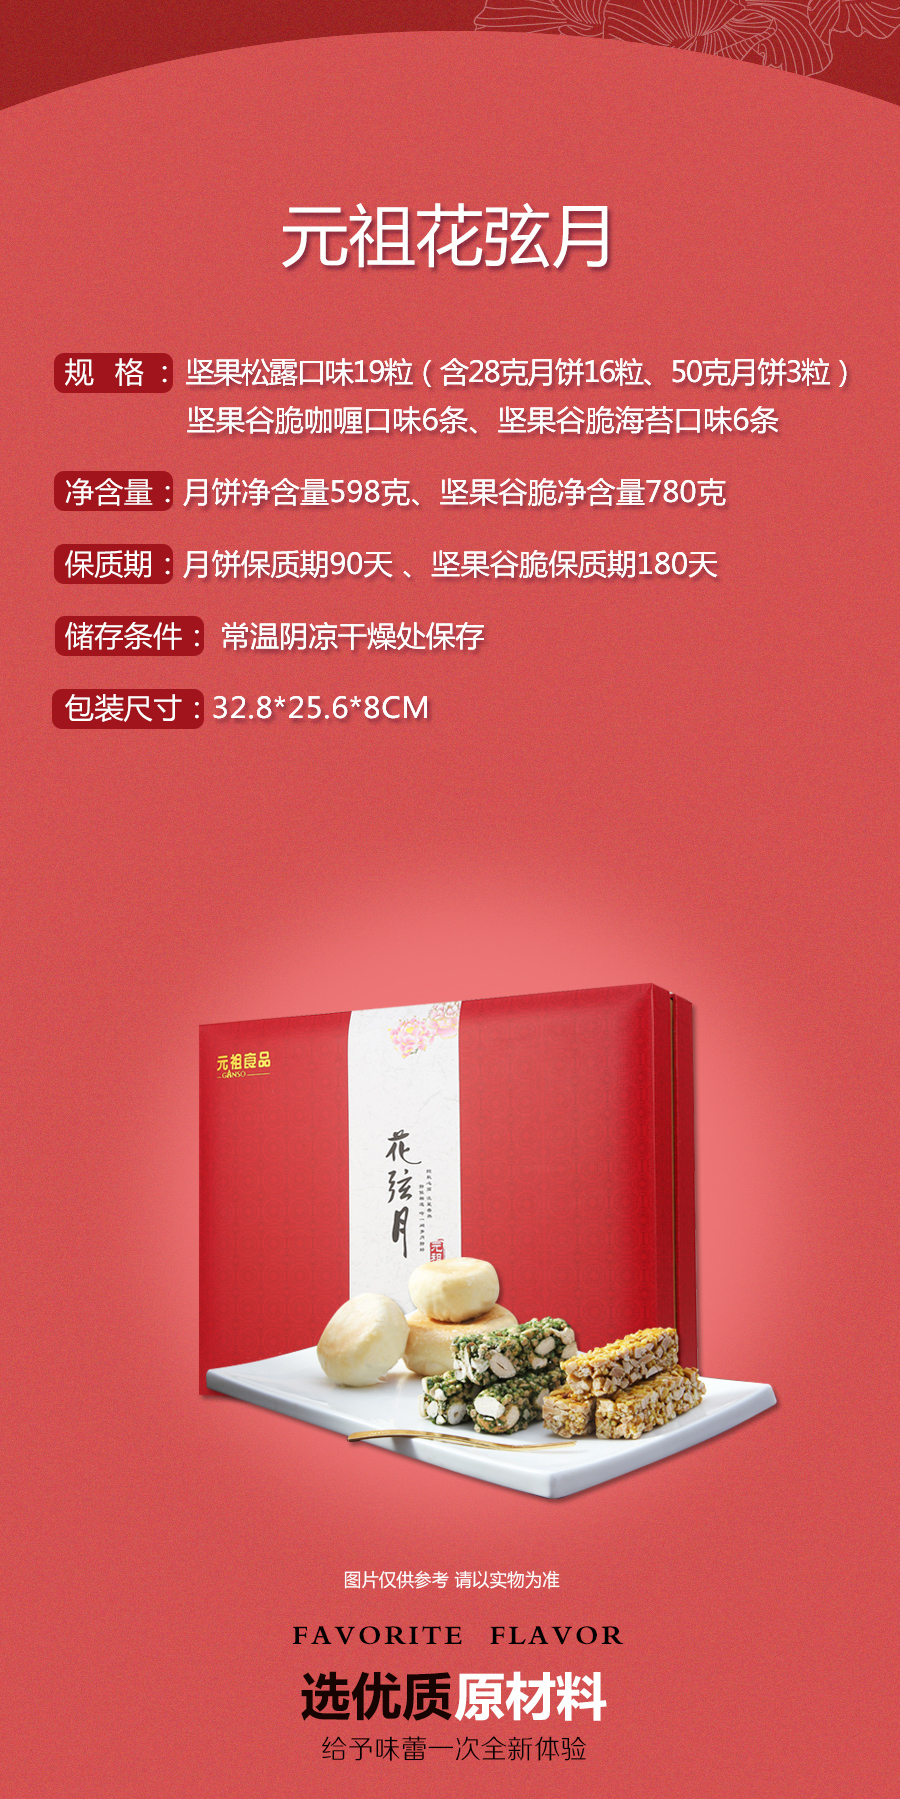 元祖花弦月
规 格： 坚果松露口味19粒（含28克月饼16粒、50克月饼3粒）
坚果谷脆咖喱口味6条、坚果谷脆海苔口味6条
净含量：月饼净含量598克、坚果谷脆净含量780克
保质期：月饼保质期90天 、坚果谷脆保质期180天
储存条件： 常温阴凉干燥处保存
包装尺寸：32.8*25.6*8CM
元祖食品
GANSO
花弦月
元祖
图片仅供参考 请以实物为准
FAVORITE FLAVOR
选优质原材料
给予味蕾一次全新体验